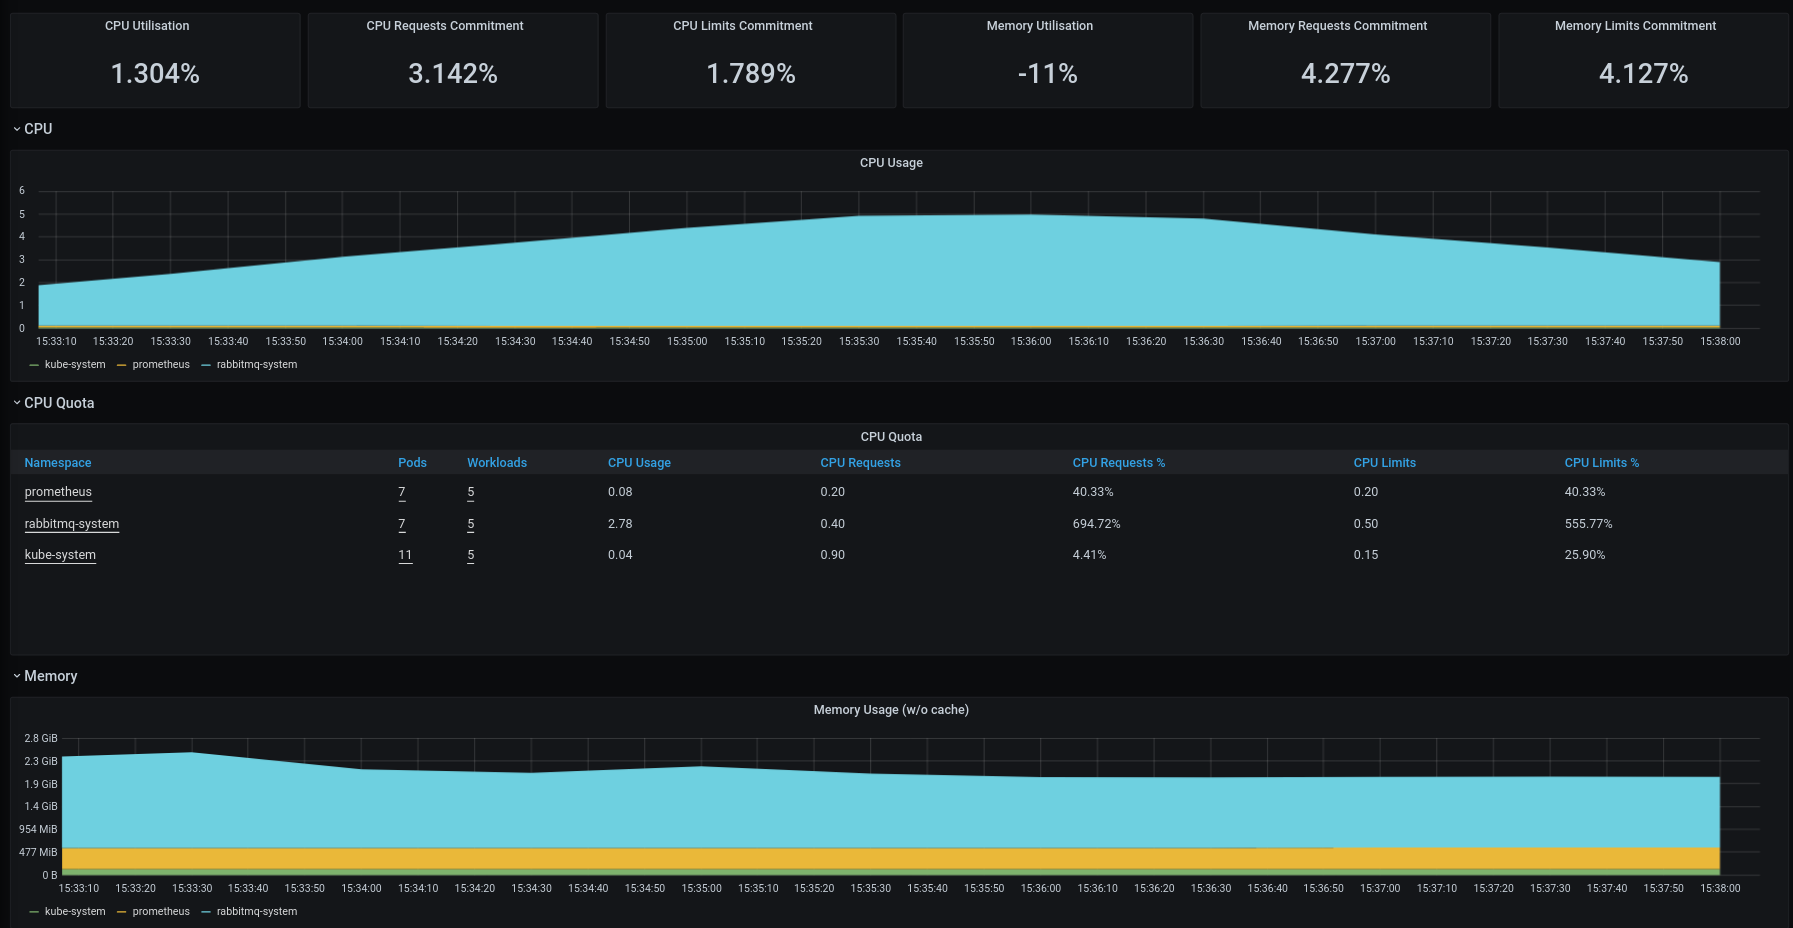 CPU Utilisation CPU Requests Commitment CPU Limits Commitment Memory Utilisation Memory Requests Commitment Memory Limits Commitment
1.304% 3.142% 1.789% -11% 4.277% 4.127%
CPU
CPU Usage
6
5
4
3
2
1
0
15:33:10 15:33:20 15:33:30 15:33:40 15:33:50 15:34:00 15:34:10 15:34:20 15:34:30 15:34:40 15:34:50 15:35:00 15:35:10 15:35:20 15:35:30 15:35:40 15:35:50 15:36:00 15:36:10 15:36:20 15:36:30 15:36:40 15:36:50 15:37:00 15:37:10 15:37:20 15:37:30 15:37:40 15:37:50 15:38:00
kube-system prometheus rabbitmq-system
CPU Quota
CPU Quota
Namespace Pods Workloads CPU Usage CPU Requests CPU Requests % CPU Limits CPU Limits %
prometheus 7 5 0.08 0.20 40.33% 0.20 40.33%
rabbitmq-system 7 5 2.78 0.40 694.72% 0.50 555.77%
kube-system 11 5 0.04 0.90 4.41% 0.15 25.90%
Memory
Memory Usage (w/o cache)
2.8 GiB
2.3 GiB
1.9 GiB
1.4 GiB
954 MiB
477 MiB
0 B
15:33:10 15:33:20 15:33:30 15:33:40 15:33:50 15:34:00 15:34:10 15:34:20 15:34:30 15:34:40 15:34:50 15:35:00 15:35:10 15:35:20 15:35:30 15:35:40 15:35:50 15:36:00 15:36:10 15:36:20 15:36:30 15:36:40 15:36:50 15:37:00 15:37:10 15:37:20 15:37:30 15:37:40 15:37:50 15:38:00
kube-system prometheus rabbitmq-system